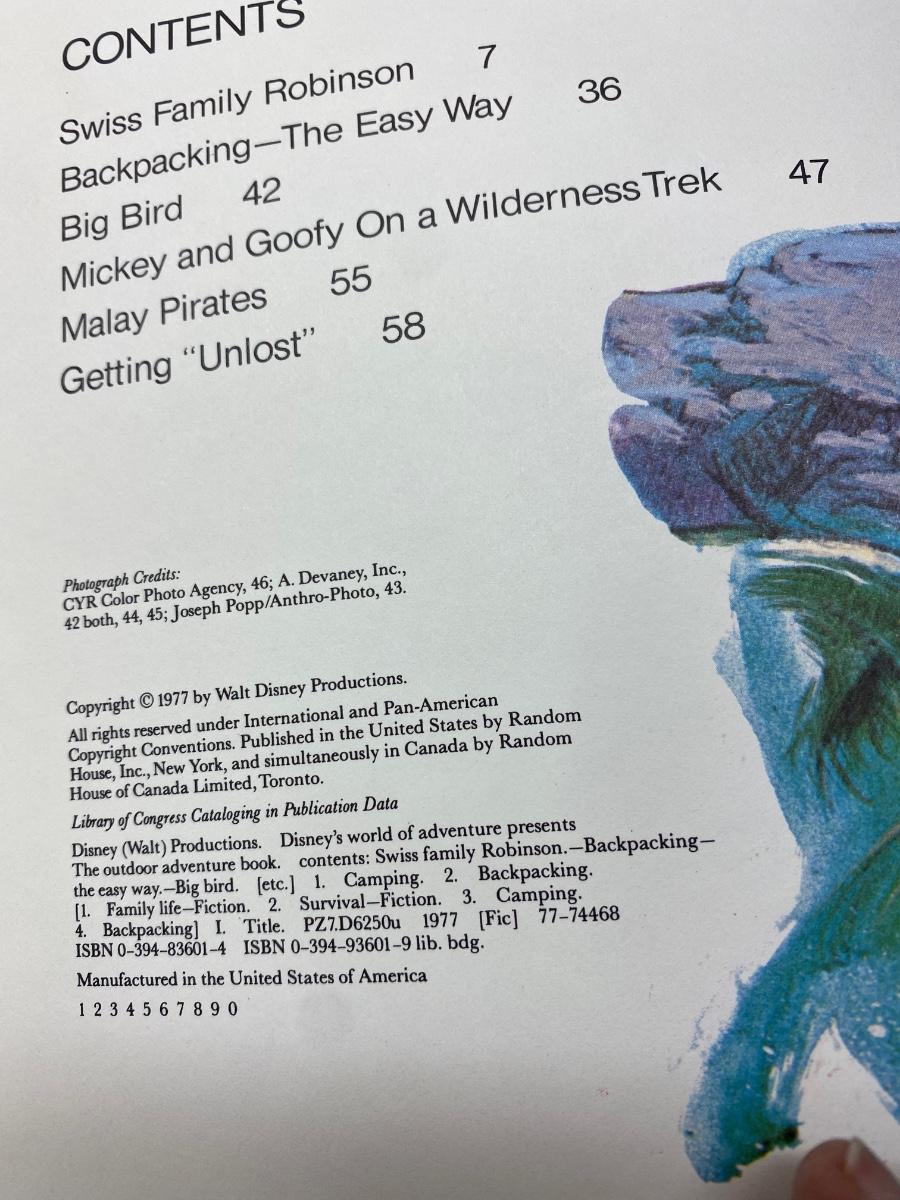 CONTENTS
Swiss Family Robinson 7
Backpacking—The Easy Way 36
Big Bird 42
Mickey and Goofy On a Wilderness Trek 47
Malay Pirates 55
Getting “Unlost” 58
Photograph Credits:
CYR Color Photo Agency, 46; A. Devaney, Inc.,
42 both, 44, 45; Joseph Popp/Anthro-Photo, 43.
Copyright © 1977 by Walt Disney Productions.
All rights reserved under International and Pan-American
Copyright Conventions. Published in the United States by Random
House, Inc., New York, and simultaneously in Canada by Random
House of Canada Limited, Toronto.
Library of Congress Cataloging in Publication Data
Disney (Walt) Productions. Disney's world of adventure presents
The outdoor adventure book. contents: Swiss family Robinson.—Backpacking—
the easy way.—Big bird. [etc.] 1. Camping. 2. Backpacking.
[1. Family life—Fiction. 2. Survival—Fiction. 3. Camping.
4. Backpacking] I. Title. PZ7.D6250u 1977 [Fic] 77-74468
ISBN 0-394-83601-4 ISBN 0-394-93601-9 lib. bdg.
Manufactured in the United States of America
1 2 3 4 5 6 7 8 9 0